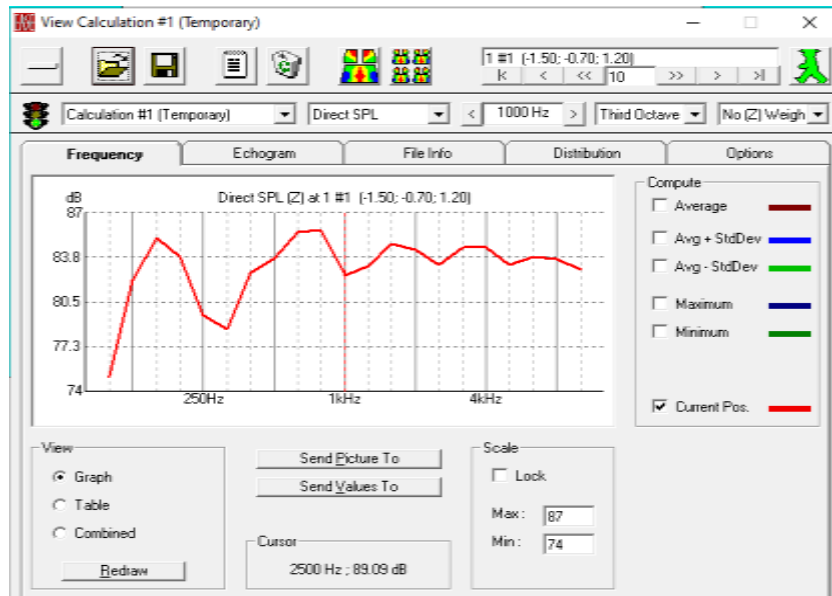 View Calculation #1 (Temporary)
1 #1 (-1.50; -0.70; 1.20)
10
Calculation #1 (Temporary)
Direct SPL
1000 Hz
Third Octave
No (Z) Weigh
Frequency
Echogram
File Info
Distribution
Options
dB
Direct SPL (Z) at 1 #1 (-1.50; -0.70; 1.20)
87
83.8
80.5
77.3
74
250Hz
1kHz
4kHz
Compute
Average
Avg + StdDev
Avg - StdDev
Maximum
Minimum
Current Pos.
View
Graph
Table
Combined
Redraw
Send Picture To
Send Values To
Cursor
2500 Hz ; 89.09 dB
Scale
Lock
Max : 87
Min : 74